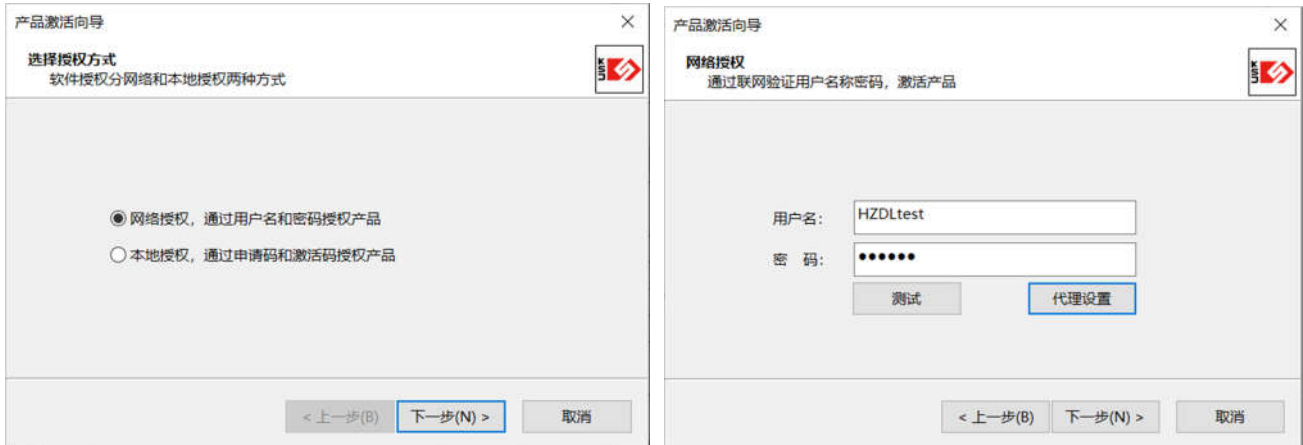 产品激活向导
选择授权方式
软件授权分网络和本地授权两种方式
KSJ
网络授权，通过用户名和密码授权产品
本地授权，通过申请码和激活码授权产品
< 上一步(B)
下一步(N) >
取消
产品激活向导
网络授权
通过联网验证用户名称密码，激活产品
KSJ
用户名：
HZDLtest
密 码：
●●●●●●
测试
代理设置
< 上一步(B)
下一步(N) >
取消